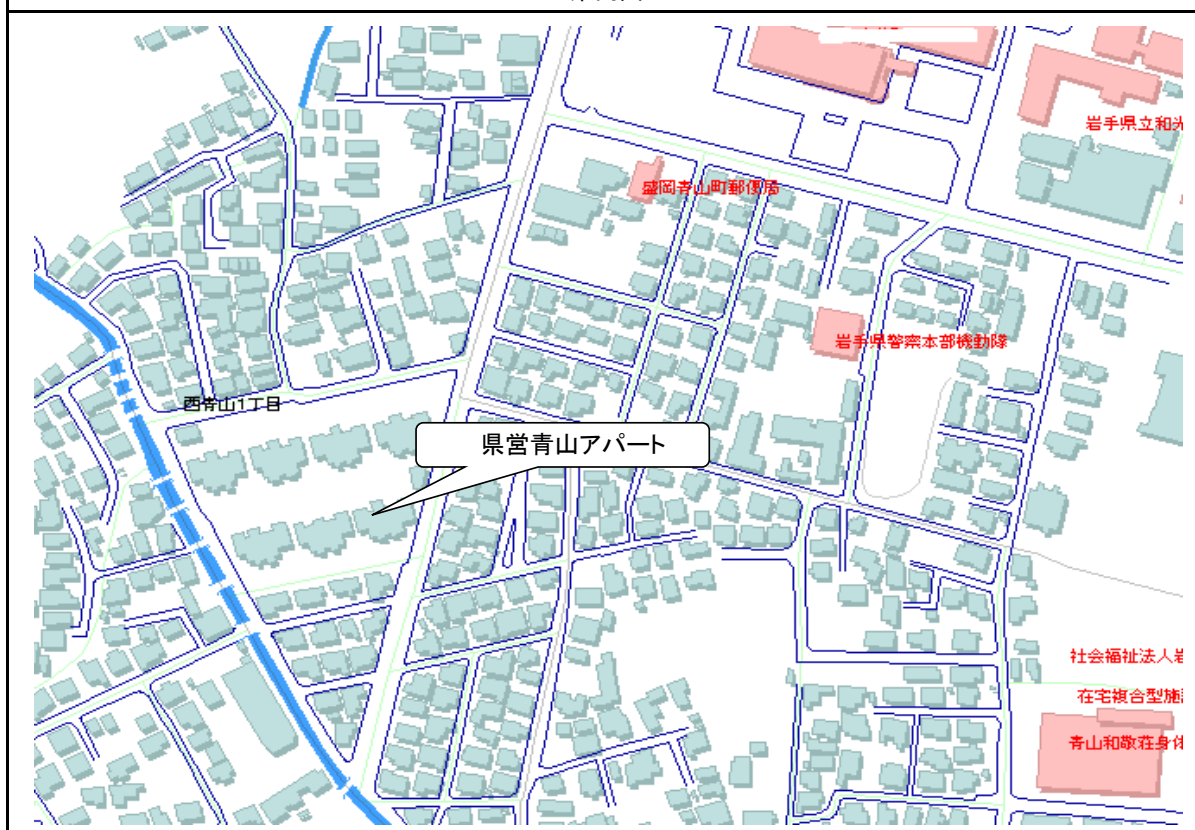 岩手県立和光
盛岡青山町郵便局
岩手県警察本部機動隊
西青山1丁目
県営青山アパート
社会福祉法人岩
在宅複合型施設
青山和敬荘身体